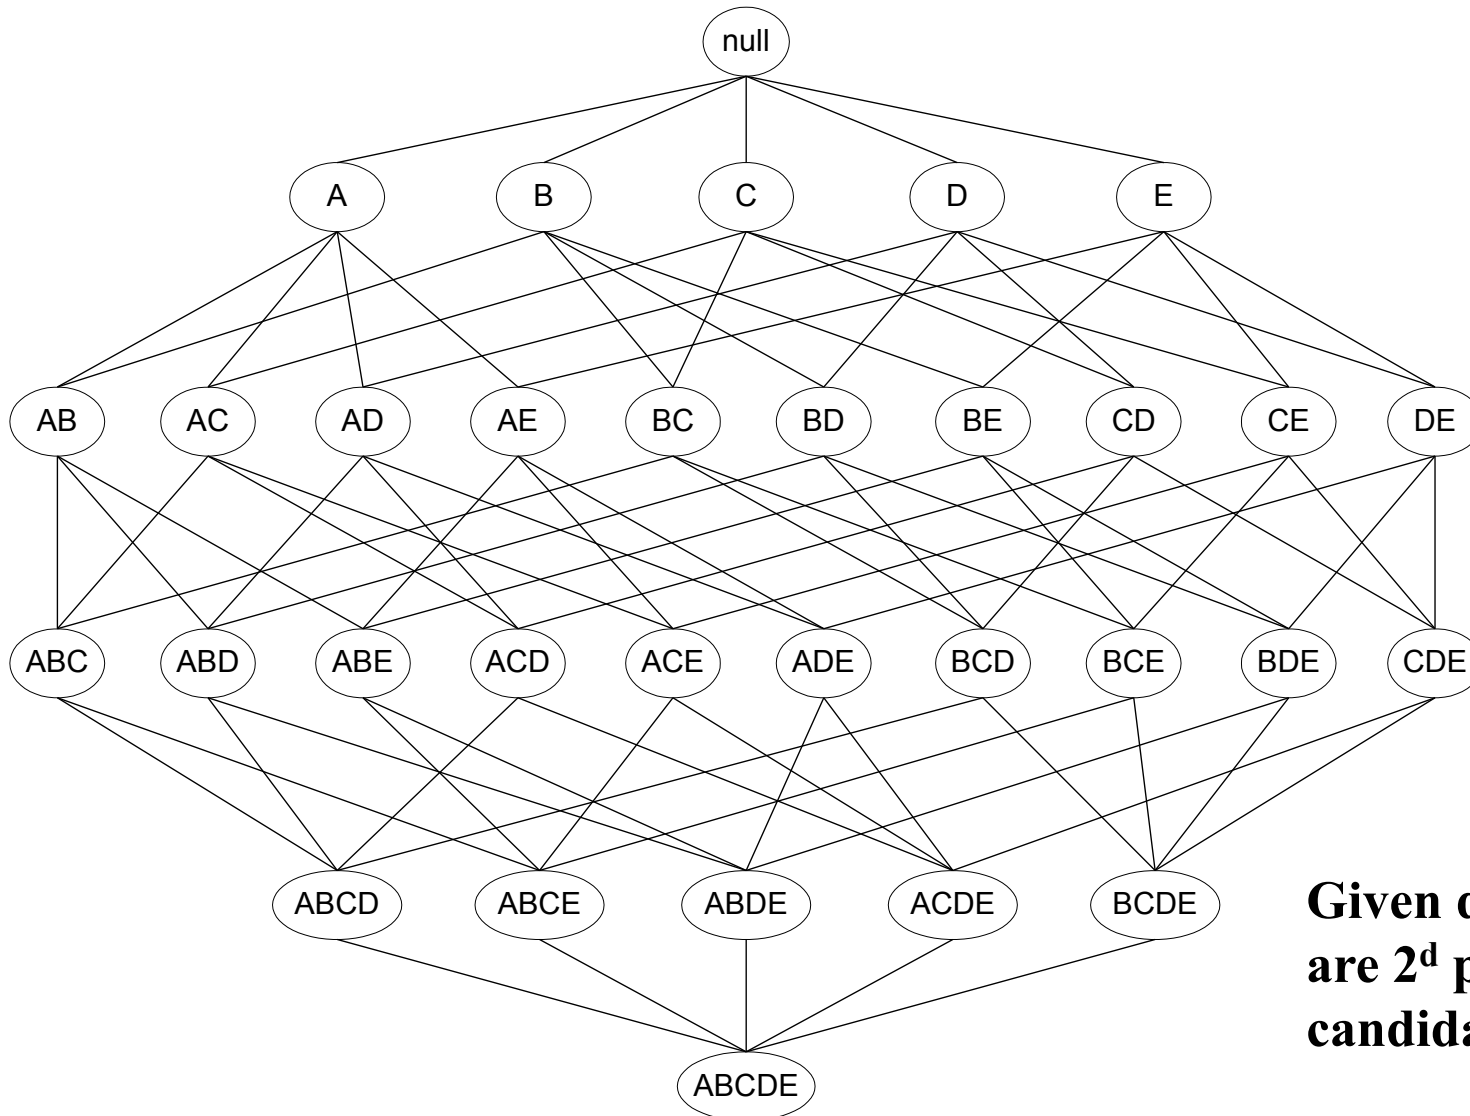 null
A B C D E
AB AC AD AE BC BD BE CD CE DE
ABC ABD ABE ACD ACE ADE BCD BCE BDE CDE
ABCD ABCE ABDE ACDE BCDE
Given
are 2ᵈ
ABCDE